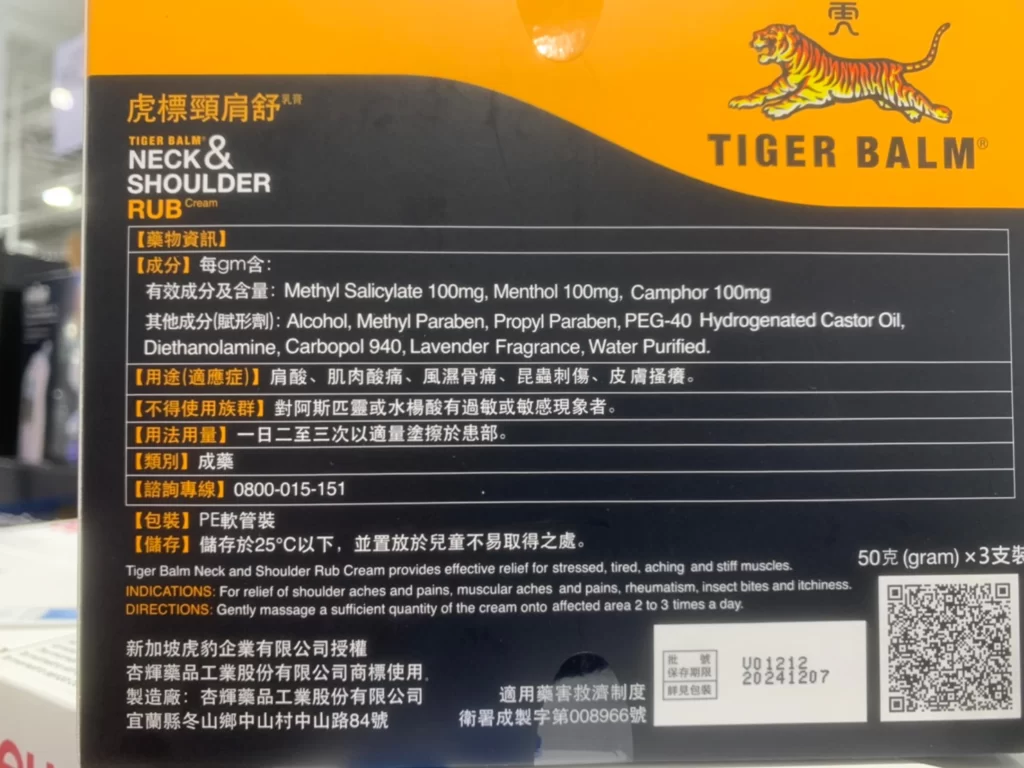 虎
TIGER BALM®
虎標頸肩舒乳膏
TIGER BALM®
NECK &
SHOULDER
RUB Cream
【藥物資訊】
【成分】每gm含:
有效成分及含量: Methyl Salicylate 100mg, Menthol 100mg, Camphor 100mg
其他成分(賦形劑): Alcohol, Methyl Paraben, Propyl Paraben, PEG-40 Hydrogenated Castor Oil,
Diethanolamine, Carbopol 940, Lavender Fragrance, Water Purified.
【用途(適應症)】肩酸、肌肉酸痛、風濕骨痛、昆蟲刺傷、皮膚搔癢。
【不得使用族群】對阿斯匹靈或水楊酸有過敏或敏感現象者。
【用法用量】一日二至三次以適量塗擦於患部。
【類別】成藥
【諮詢專線】0800-015-151
【包裝】PE軟管裝
【儲存】儲存於25°C以下，並置放於兒童不易取得之處。
50克 (gram) ×3支裝
Tiger Balm Neck and Shoulder Rub Cream provides effective relief for stressed, tired, aching and stiff muscles.
INDICATIONS: For relief of shoulder aches and pains, muscular aches and pains, rheumatism, insect bites and itchiness.
DIRECTIONS: Gently massage a sufficient quantity of the cream onto affected area 2 to 3 times a day.
新加坡虎豹企業有限公司授權
杏輝藥品工業股份有限公司商標使用.
製造廠: 杏輝藥品工業股份有限公司
宜蘭縣冬山鄉中山村中山路84號
適用藥害救濟制度
衛署成製字第008966號
批號
保存期限
詳見包裝
V01212
20241207